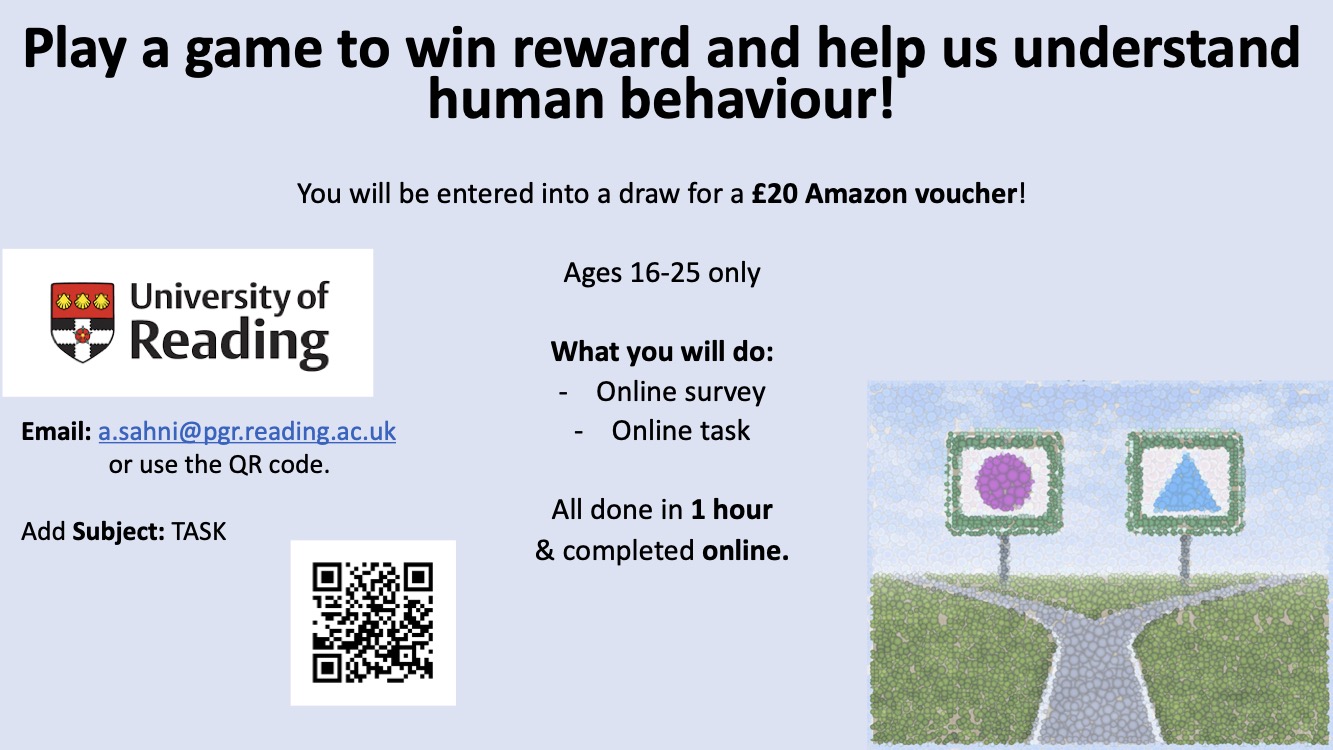 Play a game to win reward and help us understand
human behaviour!
You will be entered into a draw for a £20 Amazon voucher!
Ages 16-25 only
What you will do:
- Online survey
- Online task
All done in 1 hour
& completed online.
University of
Reading
Email: a.sahni@pgr.reading.ac.uk
or use the QR code.
Add Subject: TASK